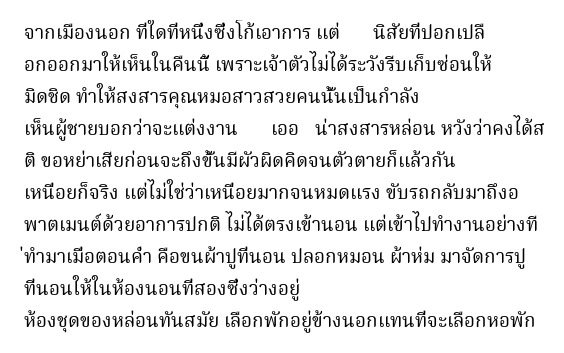 จากเมืองนอก ที่ใดที่หนึ่งซึ่งโก้เอาการ แต่ นิสัยที่ปอกเปลื
อกออกมาให้เห็นในคืนนี้ เพราะเจ้าตัวไม่ได้ระวังรีบเก็บซ่อนให้
มิดชิด ทำให้สงสารคุณหมอสาวสวยคนนั้นเป็นกำลัง
เห็นผู้ชายบอกว่าจะแต่งงาน เออ น่าสงสารหล่อน หวังว่าคงได้ส
ติ ขอหย่าเสียก่อนจะถึงขั้นมีผัวผิดคิดจนตัวตายก็แล้วกัน
เหนื่อยก็จริง แต่ไม่ใช่ว่าเหนื่อยมากจนหมดแรง ขับรถกลับมาถึงอ
พาตเมนต์ด้วยอาการปกติ ไม่ได้ตรงเข้านอน แต่เข้าไปทำงานอย่างที
่ทำมาเมื่อตอนค่ำ คือขนผ้าปูที่นอน ปลอกหมอน ผ้าห่ม มาจัดการปู
ที่นอนให้ในห้องนอนที่สองซึ่งว่างอยู่
ห้องชุดของหล่อนทันสมัย เลือกพักอยู่ข้างนอกแทนที่จะเลือกหอพัก